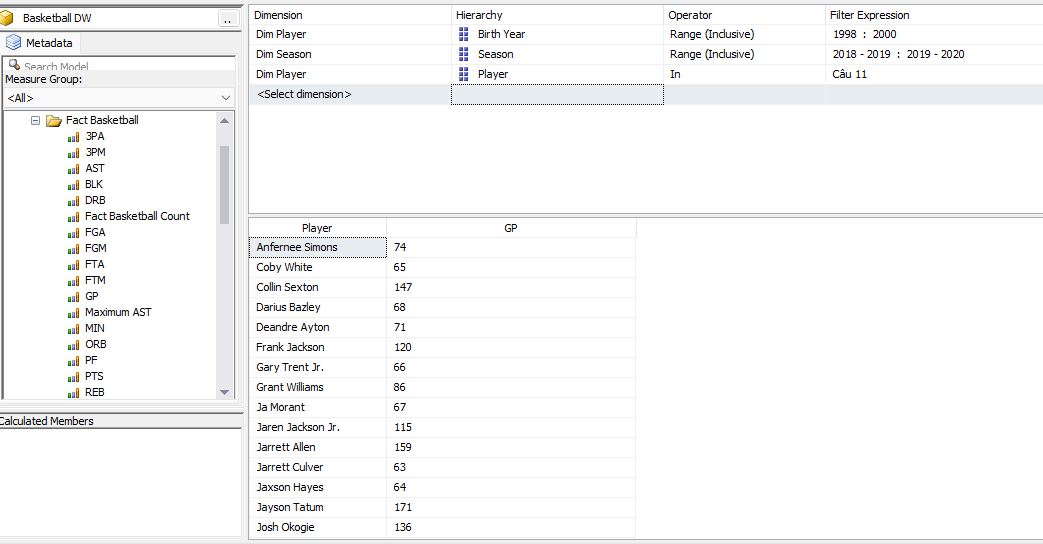 Basketball DW
..
Metadata
Search Model
Measure Group:
<All>
Fact Basketball
3PA
3PM
AST
BLK
DRB
Fact Basketball Count
FGA
FGM
FTA
FTM
GP
Maximum AST
MIN
ORB
PF
PTS
REB
Calculated Members
Dimension Hierarchy Operator Filter Expression
Dim Player Birth Year Range (Inclusive) 1998 : 2000
Dim Season Season Range (Inclusive) 2018 - 2019 : 2019 - 2020
Dim Player Player In Câu 11
<Select dimension>
Player GP
Anfernee Simons 74
Coby White 65
Collin Sexton 147
Darius Bazley 68
Deandre Ayton 71
Frank Jackson 120
Gary Trent Jr. 66
Grant Williams 86
Ja Morant 67
Jaren Jackson Jr. 115
Jarrett Allen 159
Jarrett Culver 63
Jaxson Hayes 64
Jayson Tatum 171
Josh Okogie 136